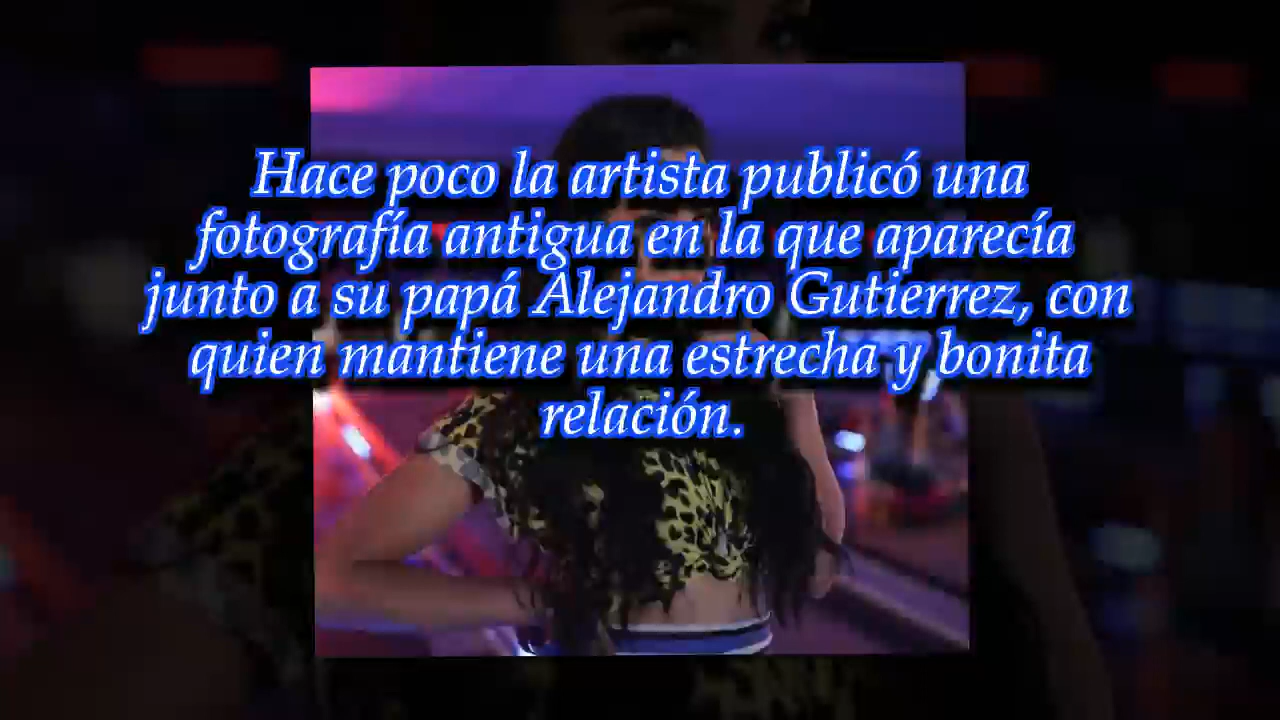 Hace poco la artista publicó una
fotografía antigua en la que aparecía
junto a su papá Alejandro Gutierrez, con
quien mantiene una estrecha y bonita
relación.